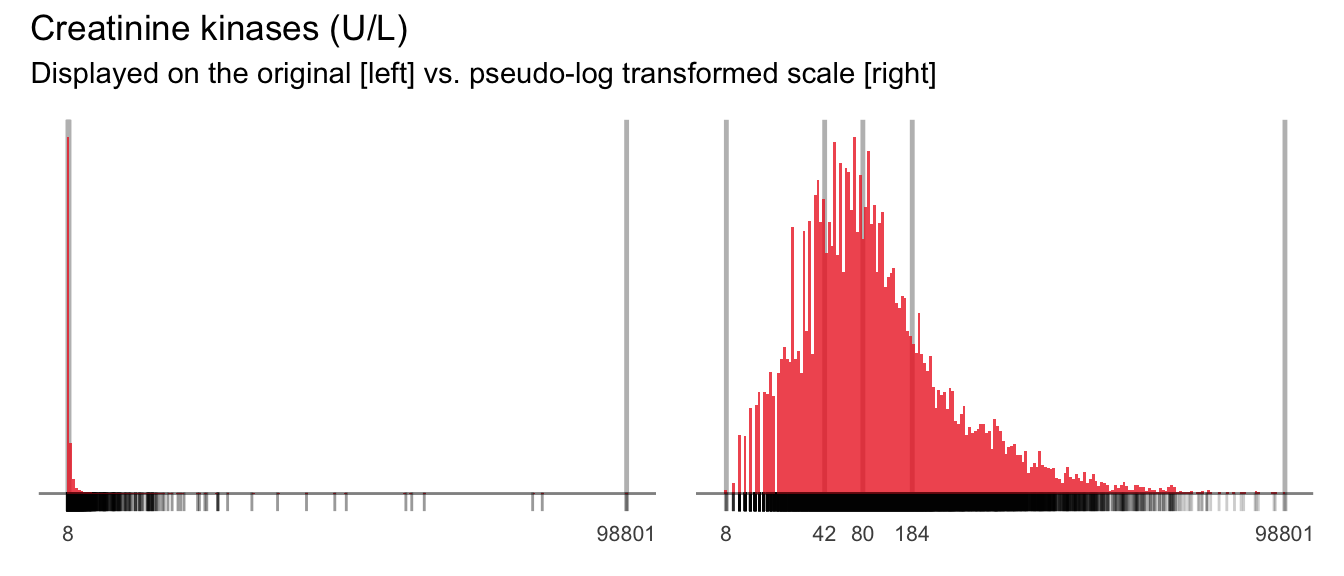 Creatinine kinases (U/L)
Displayed on the original [left] vs. pseudo-log transformed scale [right]
8 98801
8 42 80 184 98801